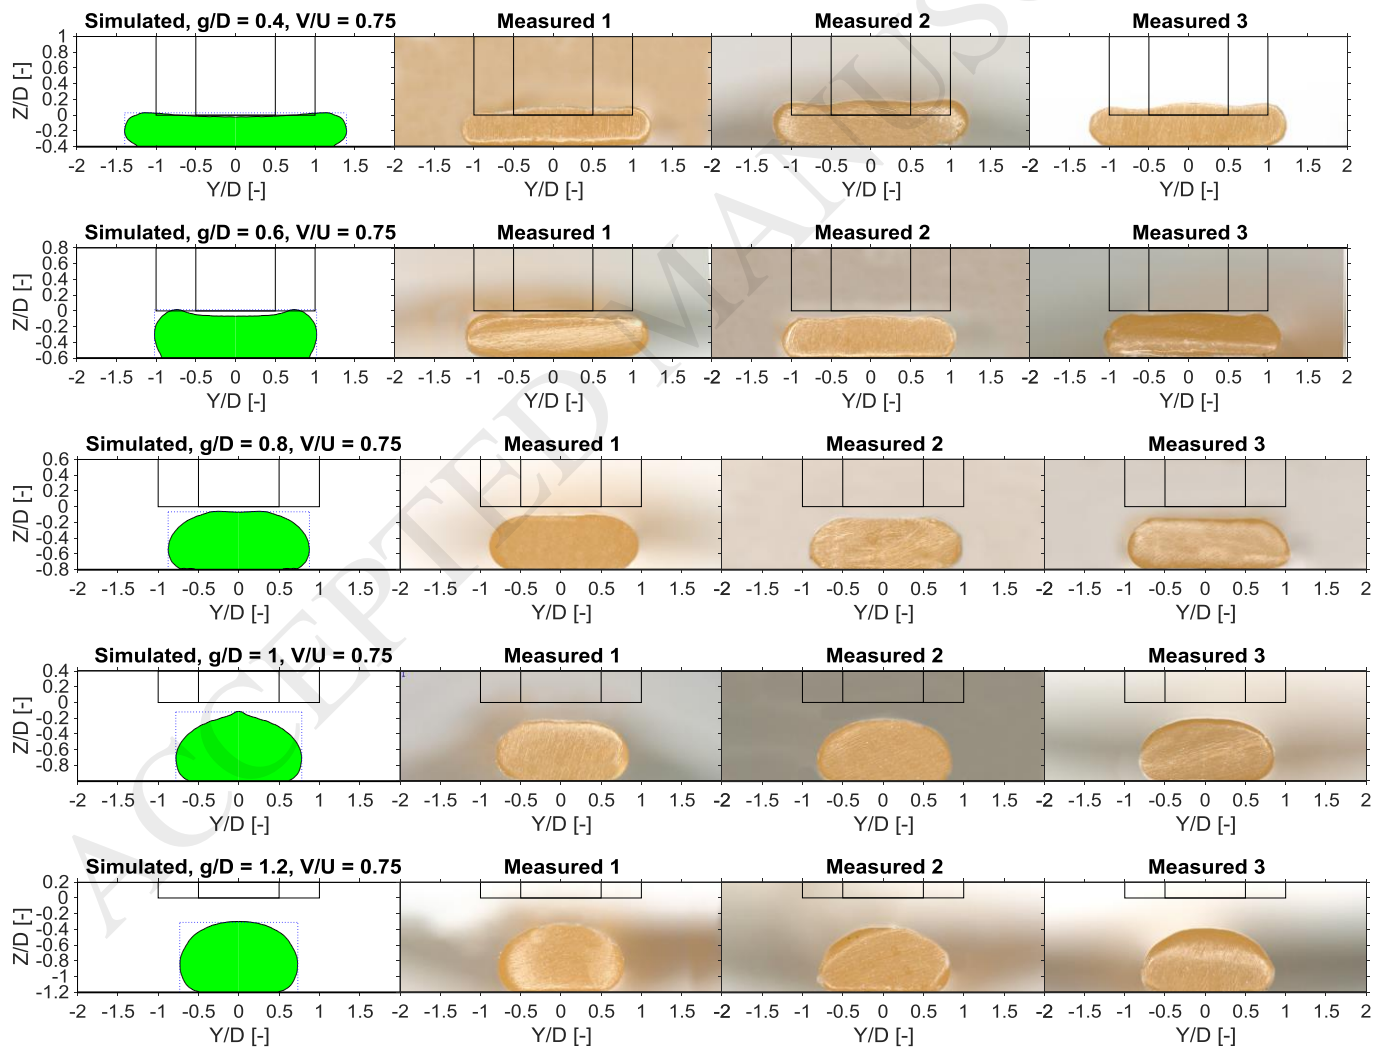 Simulated, g/D = 0.4, V/U = 0.75 Measured 1 Measured 2 Measured 3
1
0.8
0.6
0.4
0.2
0
-0.2
-0.4
Z/D [-]
-2 -1.5 -1 -0.5 0 0.5 1 1.5 -2 -1.5 -1 -0.5 0 0.5 1 1.5 -2 -1.5 -1 -0.5 0 0.5 1 1.5 -2 -1.5 -1 -0.5 0 0.5 1 1.5 2
Y/D [-] Y/D [-] Y/D [-] Y/D [-]
Simulated, g/D = 0.6, V/U = 0.75 Measured 1 Measured 2 Measured 3
0.8
0.6
0.4
0.2
0
-0.2
-0.4
-0.6
Z/D [-]
-2 -1.5 -1 -0.5 0 0.5 1 1.5 -2 -1.5 -1 -0.5 0 0.5 1 1.5 -2 -1.5 -1 -0.5 0 0.5 1 1.5 -2 -1.5 -1 -0.5 0 0.5 1 1.5 2
Y/D [-] Y/D [-] Y/D [-] Y/D [-]
Simulated, g/D = 0.8, V/U = 0.75 Measured 1 Measured 2 Measured 3
0.6
0.4
0.2
0
-0.2
-0.4
-0.6
-0.8
Z/D [-]
-2 -1.5 -1 -0.5 0 0.5 1 1.5 -2 -1.5 -1 -0.5 0 0.5 1 1.5 -2 -1.5 -1 -0.5 0 0.5 1 1.5 -2 -1.5 -1 -0.5 0 0.5 1 1.5 2
Y/D [-] Y/D [-] Y/D [-] Y/D [-]
Simulated, g/D = 1, V/U = 0.75 Measured 1 Measured 2 Measured 3
0.4
0.2
0
-0.2
-0.4
-0.6
-0.8
Z/D [-]
-2 -1.5 -1 -0.5 0 0.5 1 1.5 -2 -1.5 -1 -0.5 0 0.5 1 1.5 -2 -1.5 -1 -0.5 0 0.5 1 1.5 -2 -1.5 -1 -0.5 0 0.5 1 1.5 2
Y/D [-] Y/D [-] Y/D [-] Y/D [-]
Simulated, g/D = 1.2, V/U = 0.75 Measured 1 Measured 2 Measured 3
0.2
0
-0.2
-0.4
-0.6
-0.8
-1
-1.2
Z/D [-]
-2 -1.5 -1 -0.5 0 0.5 1 1.5 -2 -1.5 -1 -0.5 0 0.5 1 1.5 -2 -1.5 -1 -0.5 0 0.5 1 1.5 -2 -1.5 -1 -0.5 0 0.5 1 1.5 2
Y/D [-] Y/D [-] Y/D [-] Y/D [-]
ACCEPTED MANUS